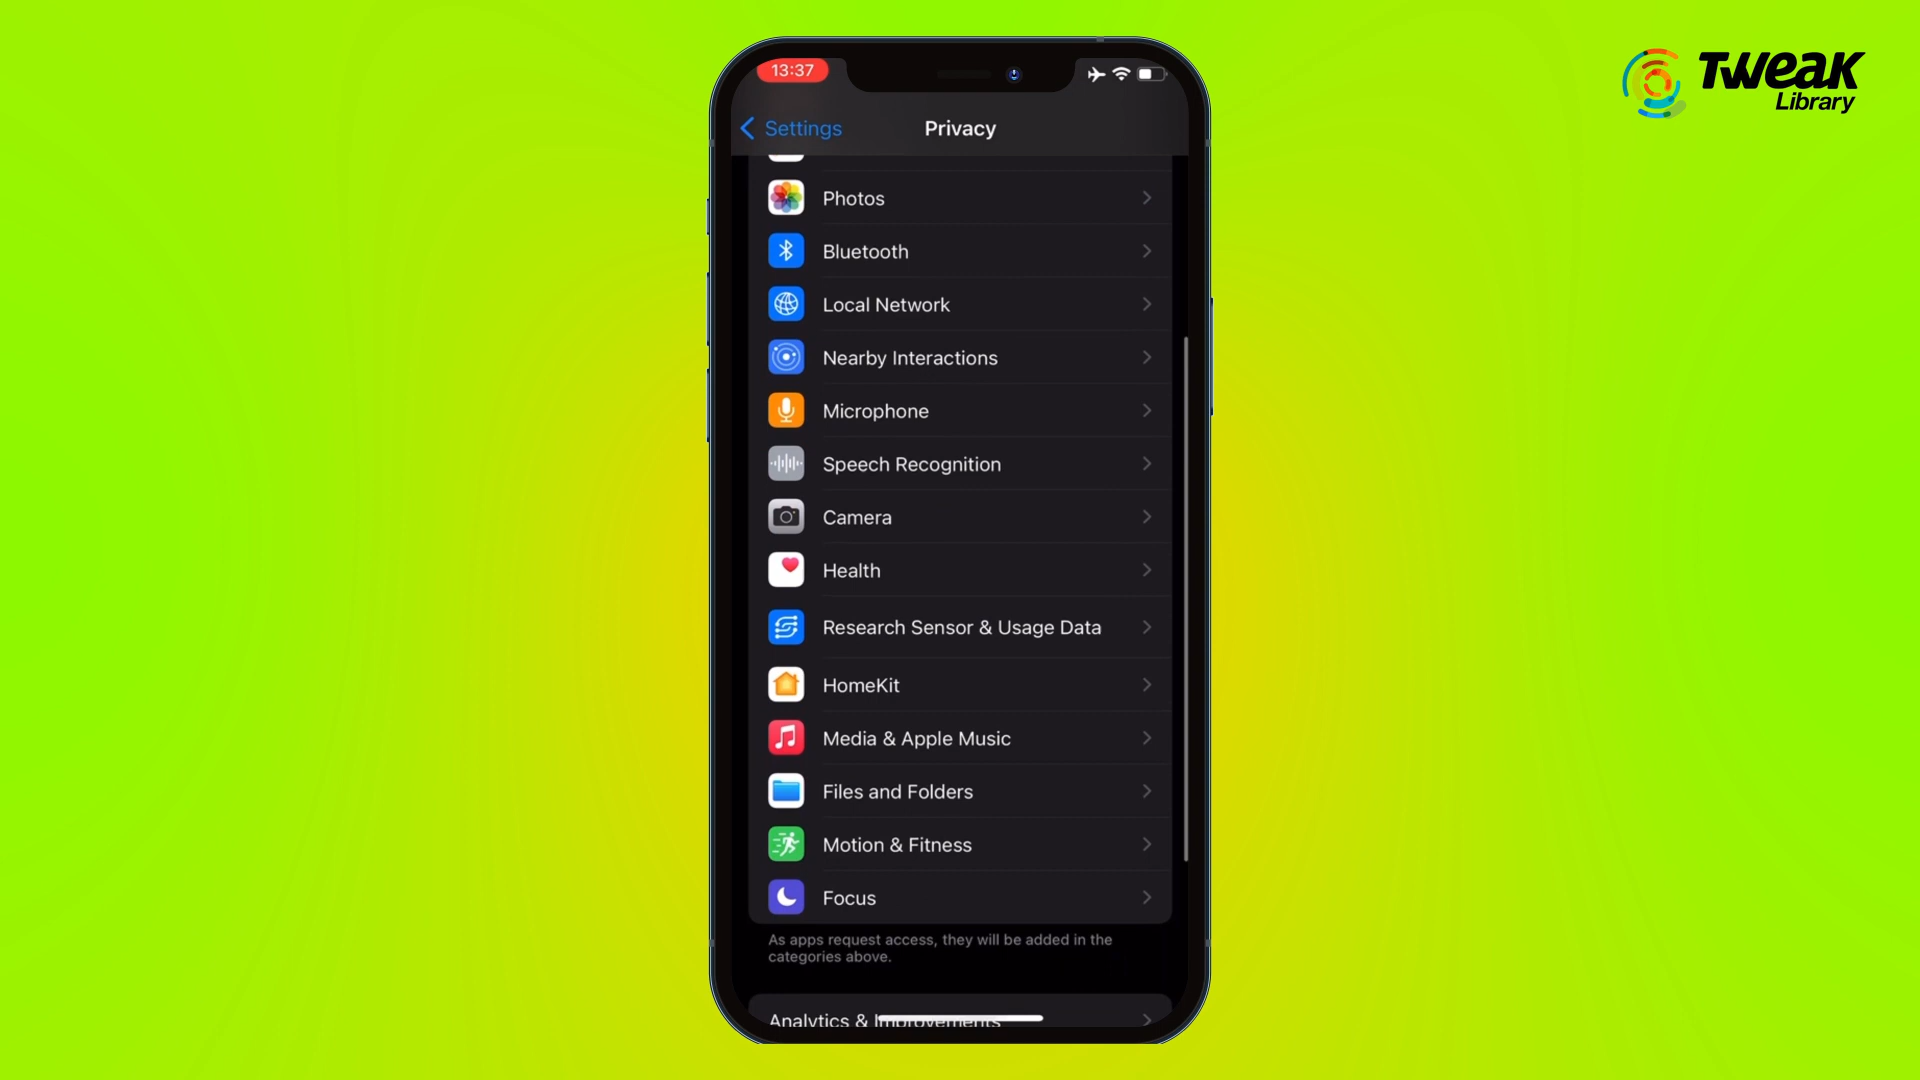 13:37
TWEAK
Library
Settings
Privacy
Photos
Bluetooth
Local Network
Nearby Interactions
Microphone
Speech Recognition
Camera
Health
Research Sensor & Usage Data
HomeKit
Media & Apple Music
Files and Folders
Motion & Fitness
Focus
As apps request access, they will be added in the
categories above.
Analytics & Improvements